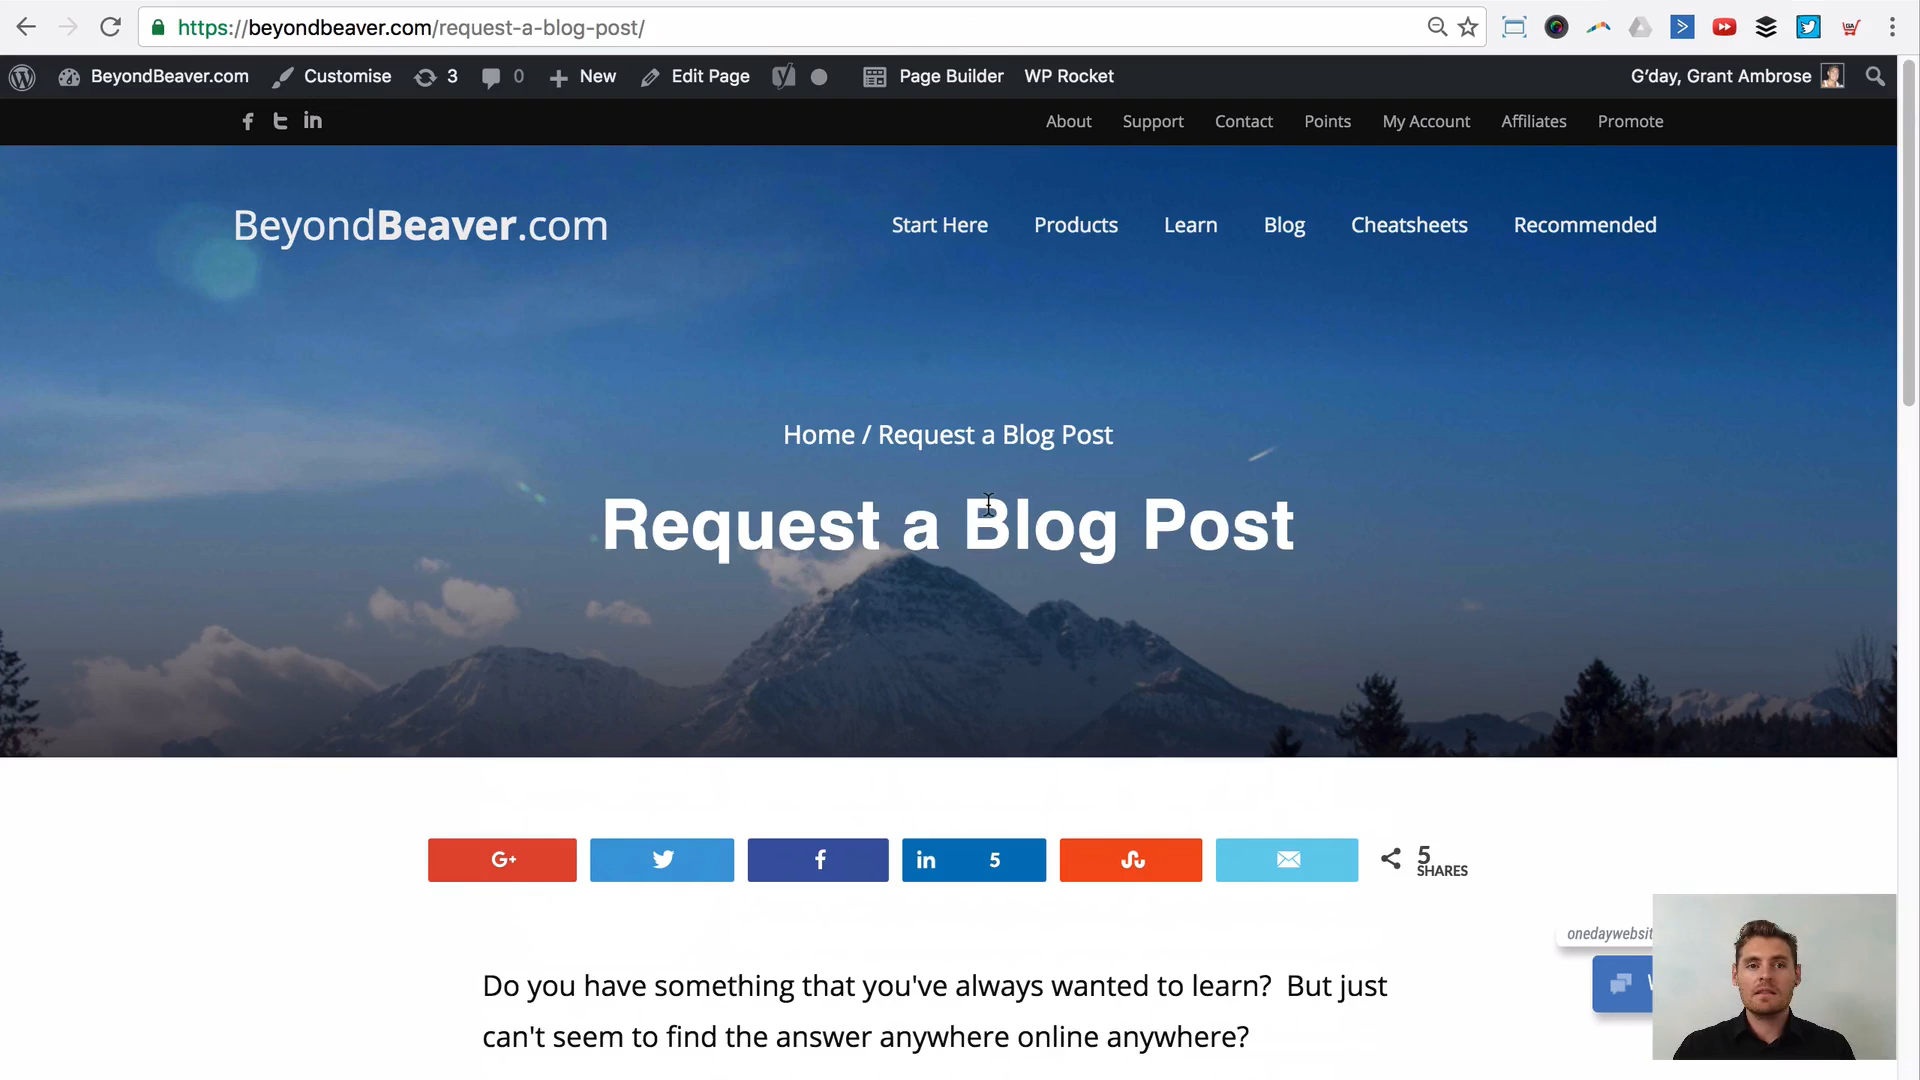 https://beyondbeaver.com/request-a-blog-post/
BeyondBeaver.com Customise 3 0 New Edit Page Page Builder WP Rocket G'day, Grant Ambrose
About Support Contact Points My Account Affiliates Promote
BeyondBeaver.com Start Here Products Learn Blog Cheatsheets Recommended
Home / Request a Blog Post
Request a Blog Post
G+ 5 5
SHARES
onedaywebsit
Do you have something that you've always wanted to learn? But just
can't seem to find the answer anywhere online anywhere?